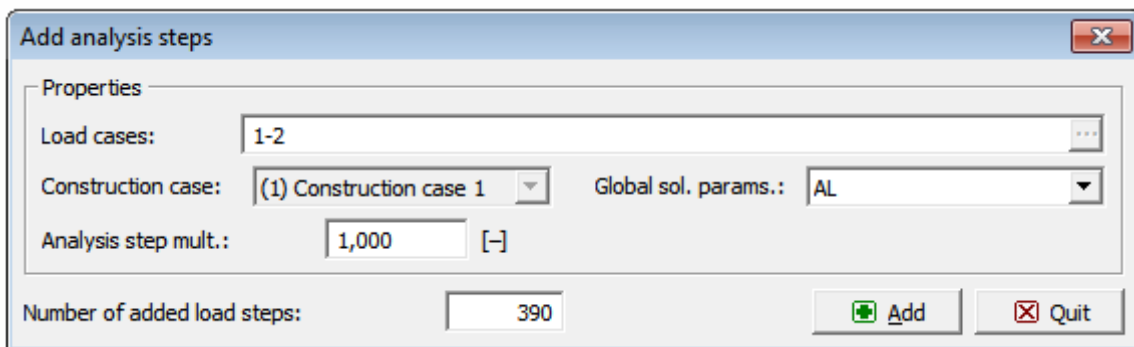 Add analysis steps
Properties
Load cases: 1-2 ...
Construction case: (1) Construction case 1 Global sol. params.: AL
Analysis step mult.: 1,000 [-]
Number of added load steps: 390 Add Quit